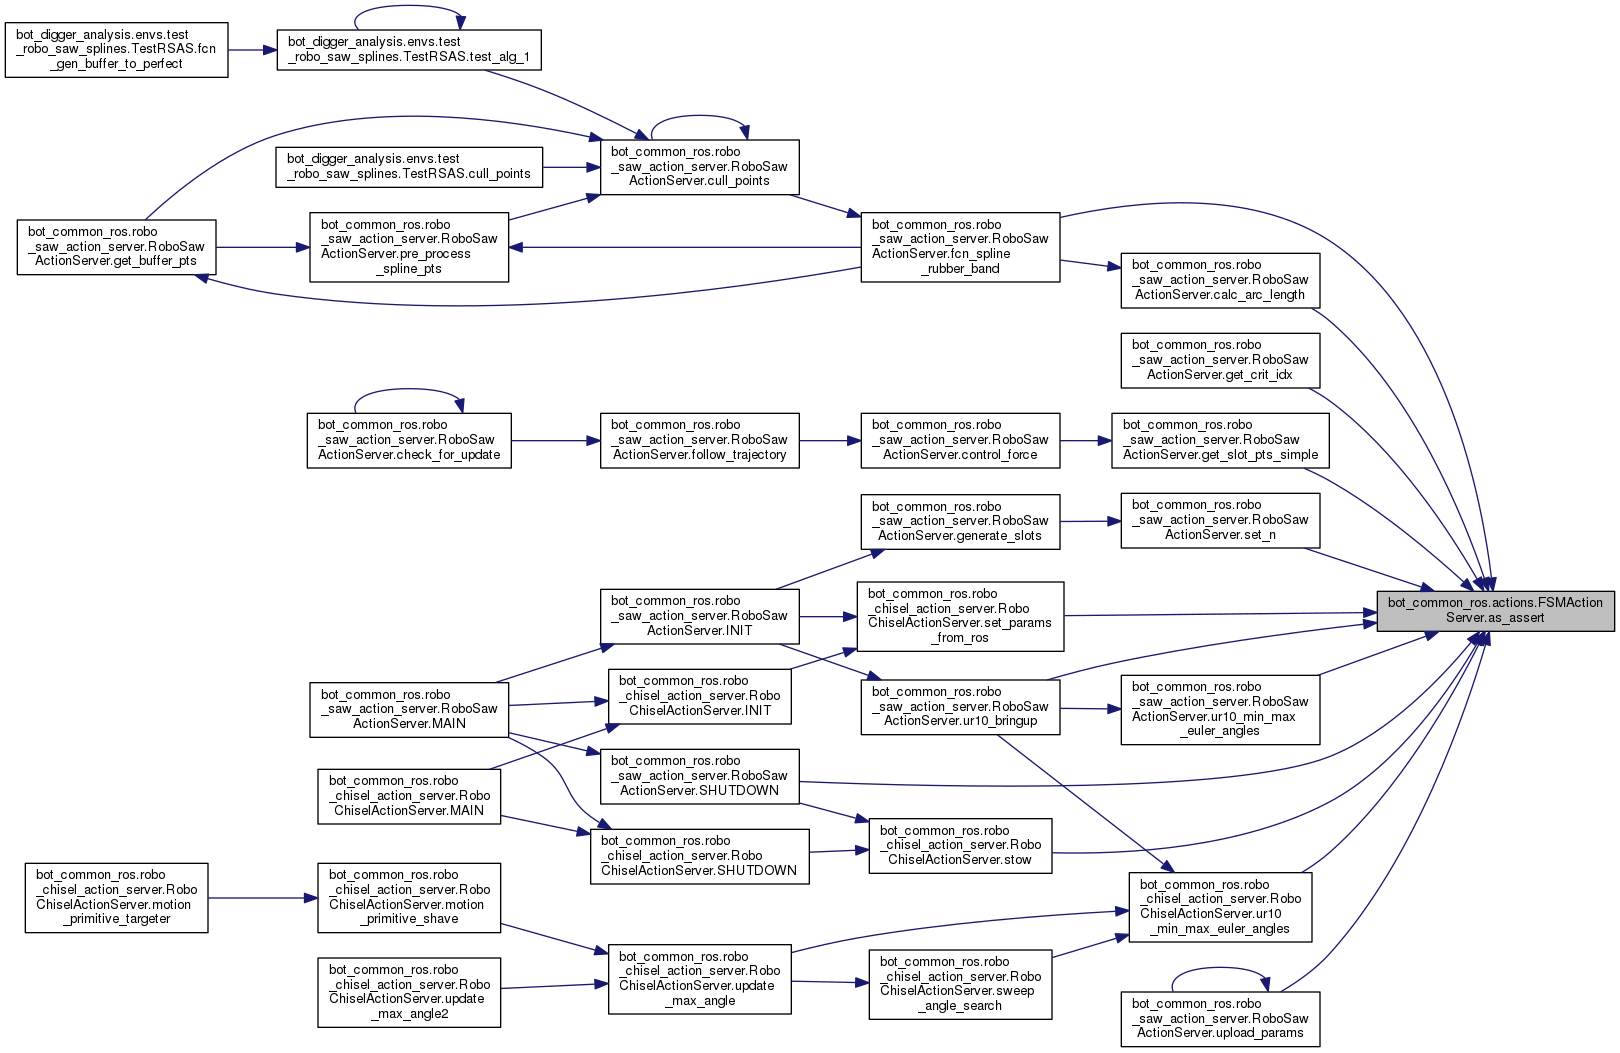 bot_digger_analysis.envs.test
_robo_saw_splines.TestRSAS.fcn
_gen_buffer_to_perfect
bot_digger_analysis.envs.test
_robo_saw_splines.TestRSAS.test_alg_1
bot_common_ros.robo
_saw_action_server.RoboSaw
ActionServer.cull_points
bot_digger_analysis.envs.test
_robo_saw_splines.TestRSAS.cull_points
bot_common_ros.robo
_saw_action_server.RoboSaw
ActionServer.get_buffer_pts
bot_common_ros.robo
_saw_action_server.RoboSaw
ActionServer.pre_process
_spline_pts
bot_common_ros.robo
_saw_action_server.RoboSaw
ActionServer.fcn_spline
_rubber_band
bot_common_ros.robo
_saw_action_server.RoboSaw
ActionServer.calc_arc_length
bot_common_ros.robo
_saw_action_server.RoboSaw
ActionServer.get_crit_idx
bot_common_ros.robo
_saw_action_server.RoboSaw
ActionServer.check_for_update
bot_common_ros.robo
_saw_action_server.RoboSaw
ActionServer.follow_trajectory
bot_common_ros.robo
_saw_action_server.RoboSaw
ActionServer.control_force
bot_common_ros.robo
_saw_action_server.RoboSaw
ActionServer.get_slot_pts_simple
bot_common_ros.robo
_saw_action_server.RoboSaw
ActionServer.generate_slots
bot_common_ros.robo
_saw_action_server.RoboSaw
ActionServer.set_n
bot_common_ros.robo
_saw_action_server.RoboSaw
ActionServer.INIT
bot_common_ros.robo
_chisel_action_server.Robo
ChiselActionServer.set_params
_from_ros
bot_common_ros.actions.FSMAction
Server.as_assert
bot_common_ros.robo
_saw_action_server.RoboSaw
ActionServer.MAIN
bot_common_ros.robo
_chisel_action_server.Robo
ChiselActionServer.INIT
bot_common_ros.robo
_saw_action_server.RoboSaw
ActionServer.ur10_bringup
bot_common_ros.robo
_saw_action_server.RoboSaw
ActionServer.ur10_min_max
_euler_angles
bot_common_ros.robo
_chisel_action_server.Robo
ChiselActionServer.MAIN
bot_common_ros.robo
_saw_action_server.RoboSaw
ActionServer.SHUTDOWN
bot_common_ros.robo
_chisel_action_server.Robo
ChiselActionServer.SHUTDOWN
bot_common_ros.robo
_chisel_action_server.Robo
ChiselActionServer.stow
bot_common_ros.robo
_chisel_action_server.Robo
ChiselActionServer.motion
_primitive_targeter
bot_common_ros.robo
_chisel_action_server.Robo
ChiselActionServer.motion
_primitive_shave
bot_common_ros.robo
_chisel_action_server.Robo
ChiselActionServer.ur10
_min_max_euler_angles
bot_common_ros.robo
_chisel_action_server.Robo
ChiselActionServer.update
_max_angle2
bot_common_ros.robo
_chisel_action_server.Robo
ChiselActionServer.update
_max_angle
bot_common_ros.robo
_chisel_action_server.Robo
ChiselActionServer.sweep
_angle_search
bot_common_ros.robo
_saw_action_server.RoboSaw
ActionServer.upload_params